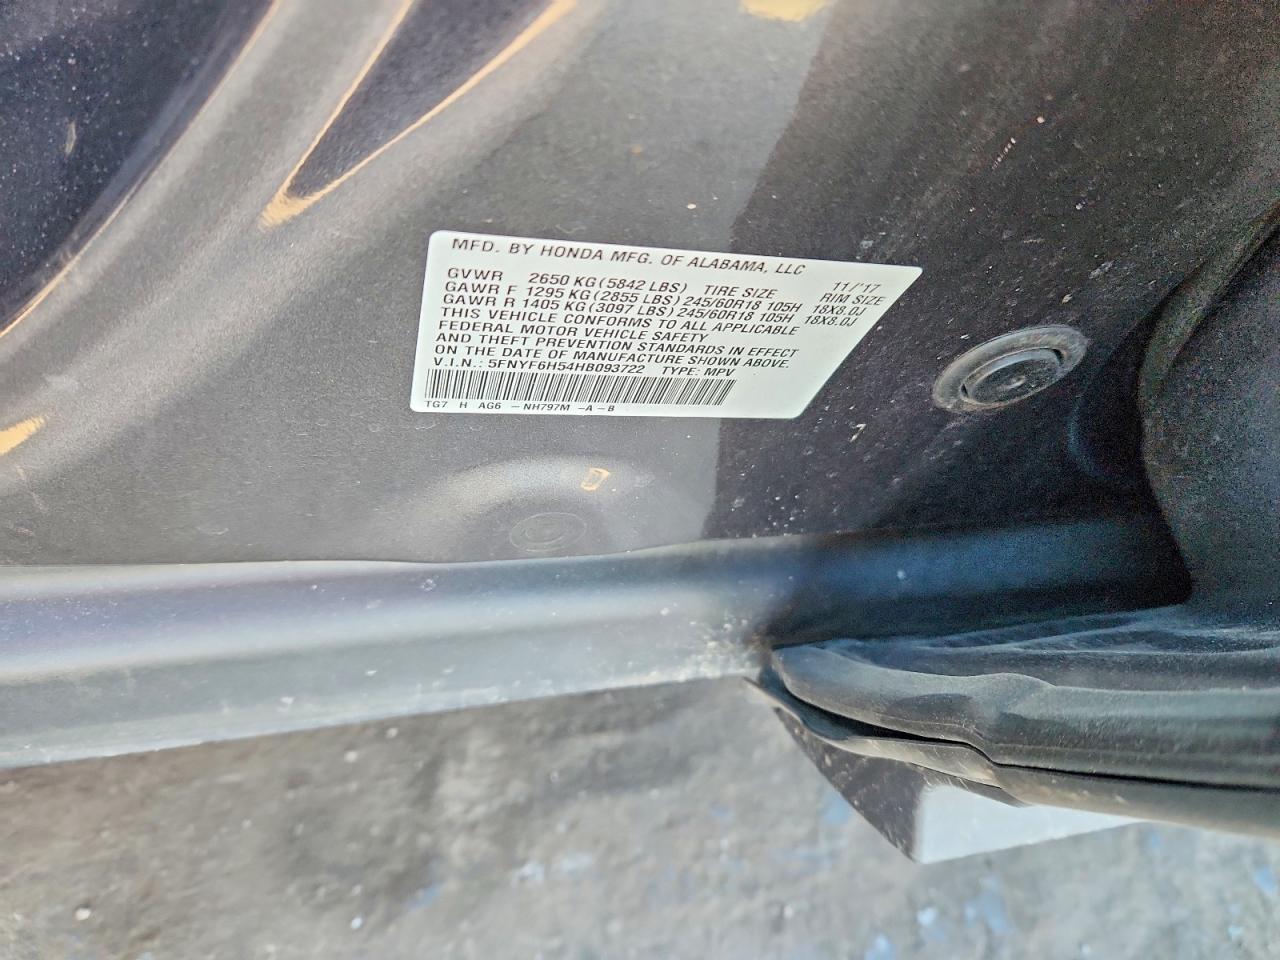 MFD. BY HONDA MFG. OF ALABAMA, LLC 11/'17
GVWR 2650 KG(5842 LBS) TIRE SIZE RIM SIZE
GAWR F 1295 KG(2855 LBS) 245/60R18 105H 18X8.0J
GAWR R 1405 KG(3097 LBS) 245/60R18 105H 18X8.0J
THIS VEHICLE CONFORMS TO ALL APPLICABLE
FEDERAL MOTOR VEHICLE SAFETY
AND THEFT PREVENTION STANDARDS IN EFFECT
ON THE DATE OF MANUFACTURE SHOWN ABOVE.
V.I.N.: 5FNYF6H54HB093722 TYPE: MPV
TG7 H AG6 -NH797M -A-B